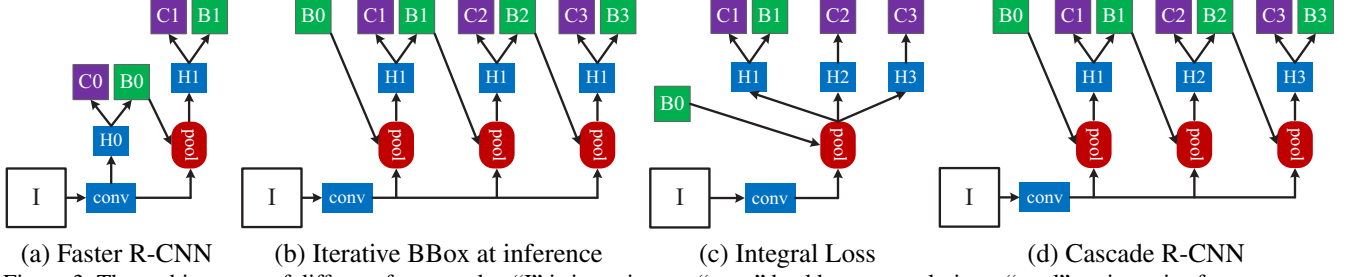 C1 B1
C0 B0
H1
H0
pool
I
conv
(a) Faster R-CNN
B0 C1 B1 C2 B2 C3 B3
H1 H1 H1
pool pool pool
I
conv
(b) Iterative BBox at inference
C1 B1 C2 C3
H1 H2 H3
B0
pool
I
conv
(c) Integral Loss
B0 C1 B1 C2 B2 C3 B3
H1 H2 H3
pool pool pool
I
conv
(d) Cascade R-CNN